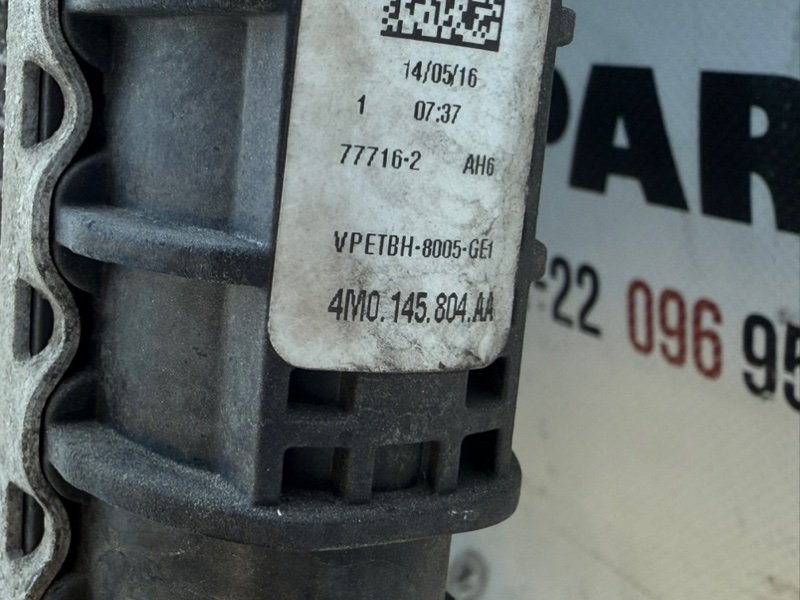 14/05/16
1 07:37
77716-2 AH6
VPETBH-8005-GE1
4M0.145.804.AA
PAR
-22 096 95